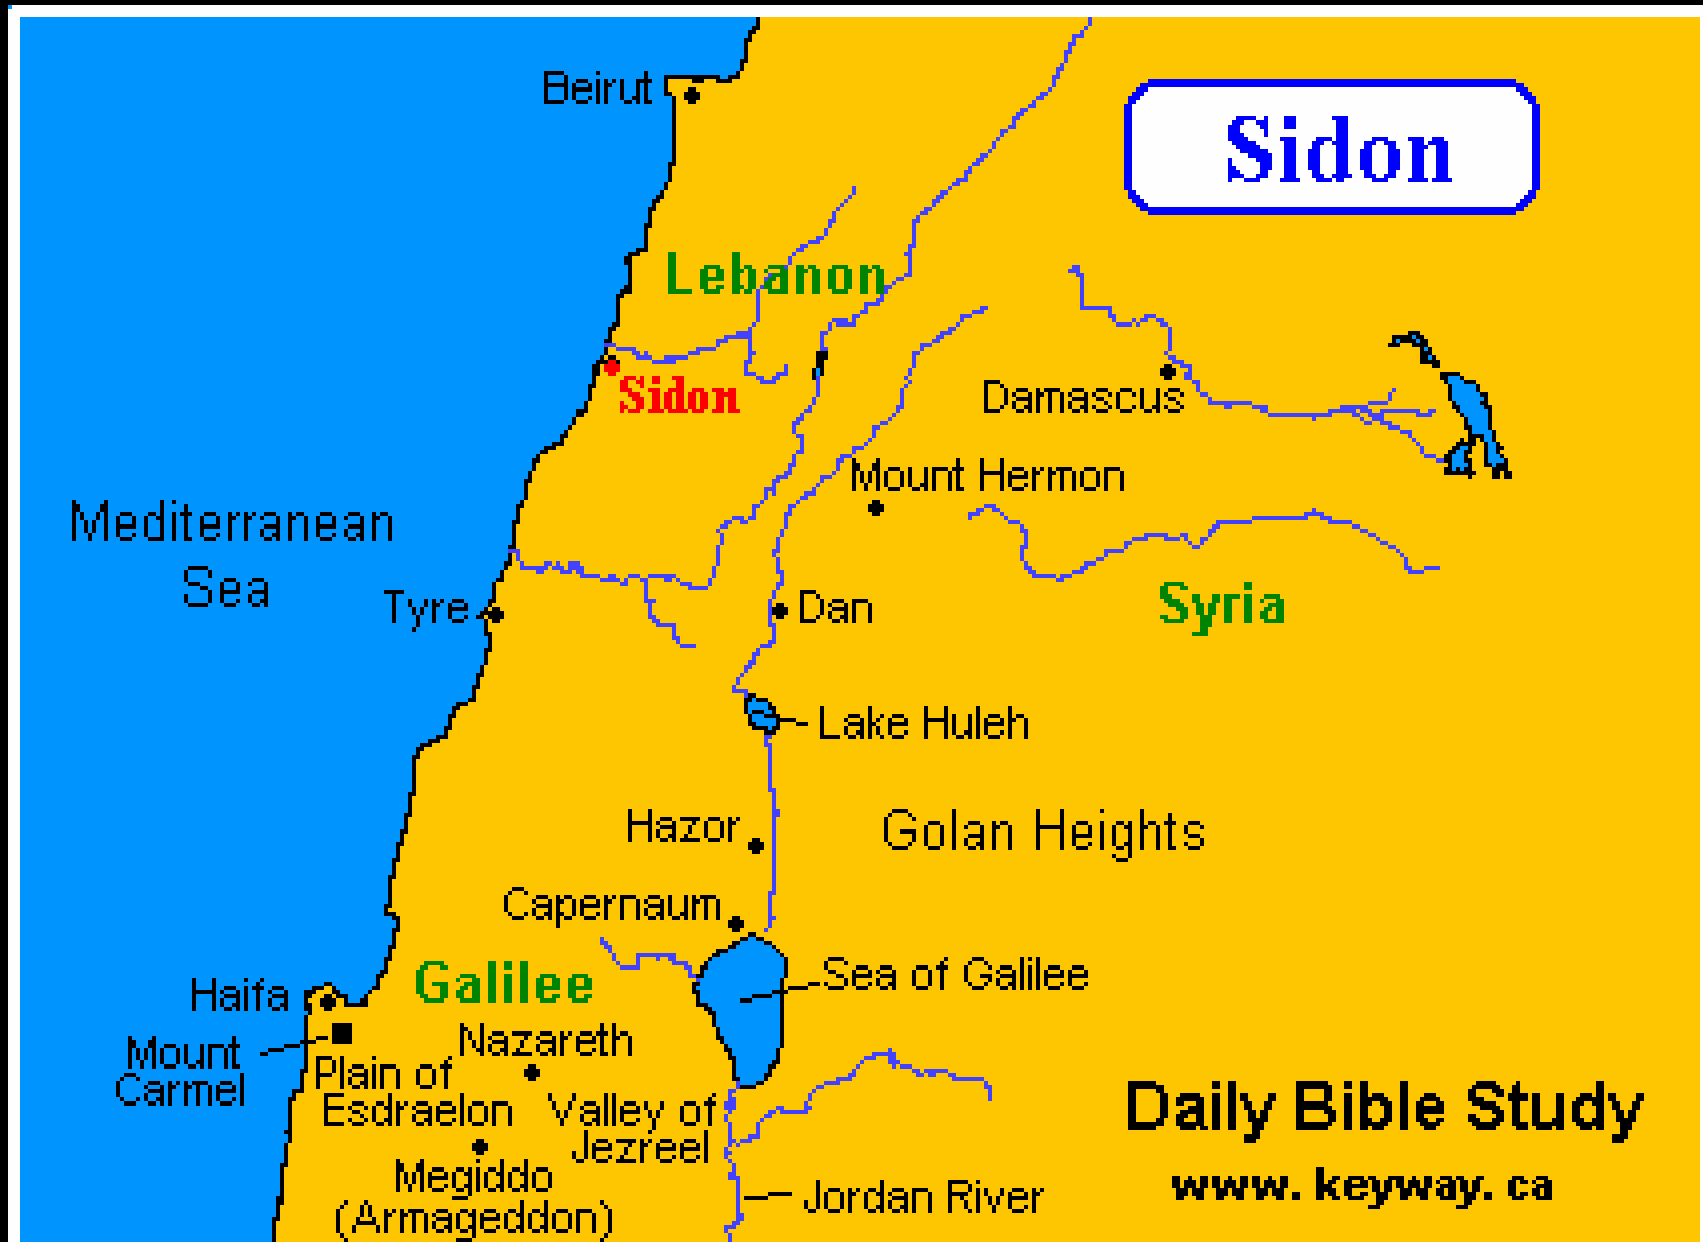 Beirut
Sidon
Lebanon
Sidon
Damascus
Mount Hermon
Mediterranean
Sea
Syria
Tyre
Dan
Lake Huleh
Hazor
Golan Heights
Capernaum
Sea of Galilee
Galilee
Haifa
Nazareth
Mount
Carmel
Plain of
Esdraelon
Valley of
Jezreel
Daily Bible Study
Megiddo
(Armageddon)
Jordan River
www.keyway.ca